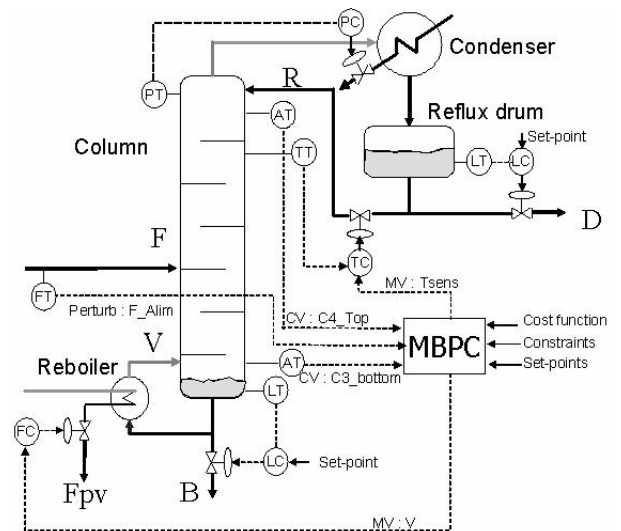 PC
Condenser
PT
R
AT
Reflux drum
Column
TT
Set-point
LT
LC
F
D
TC
MV : Tsens
FT
Perturb : F_Alim
CV : C4_Top
Cost function
V
MBPC
Constraints
Reboiler
AT
Set-points
CV : C3_bottom
LT
FC
LC
Set-point
Fpv
B
MV : V